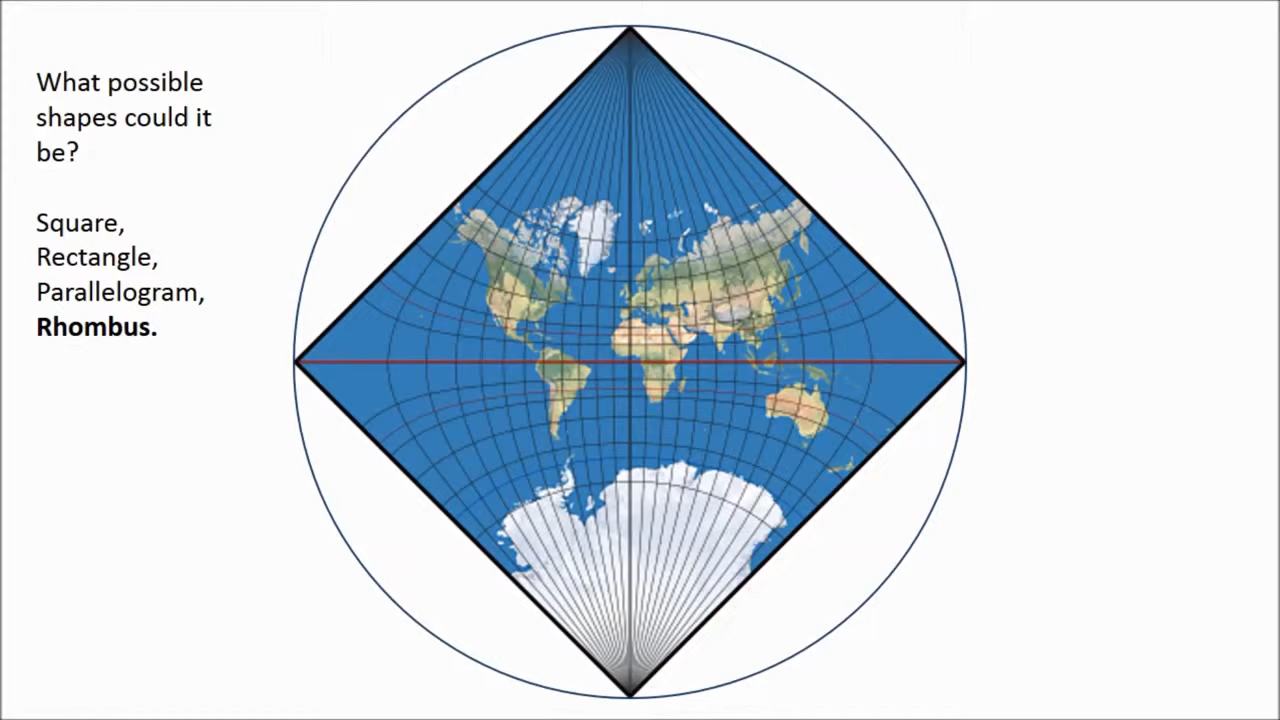 What possible
shapes could it
be?
Square,
Rectangle,
Parallelogram,
Rhombus.